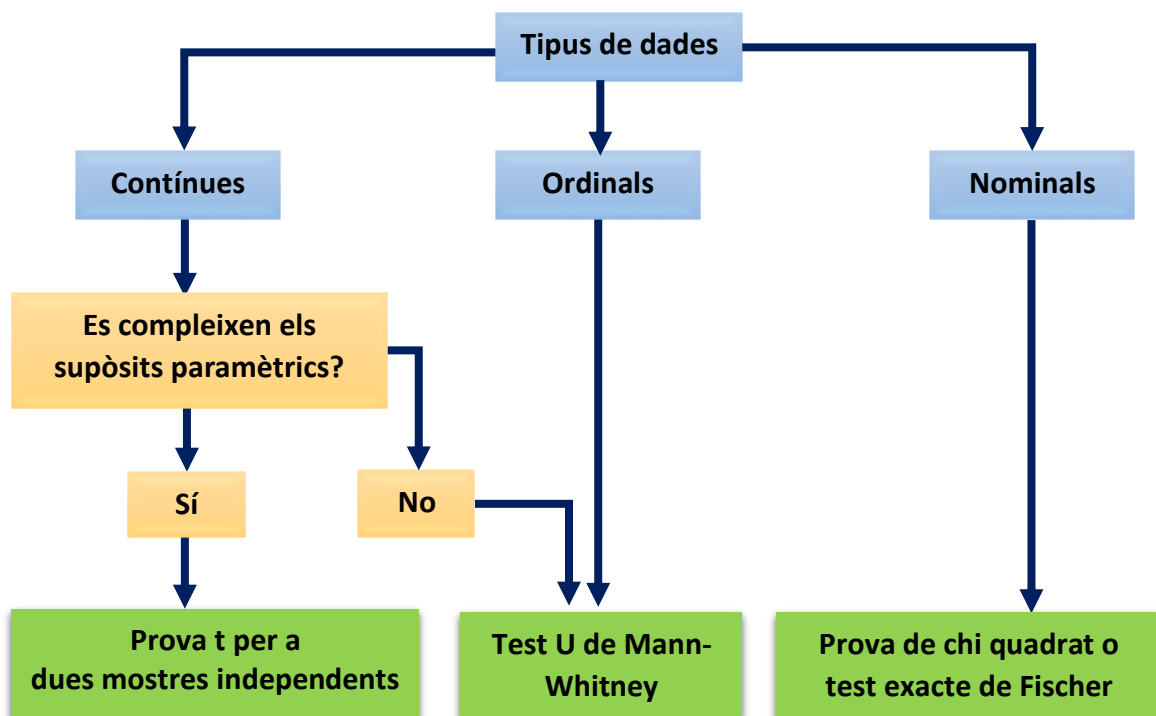 Tipus de dades
Contínues
Ordinals
Nominals
Es compleixen els
supòsits paramètrics?
Sí
No
Prova t per a
dues mostres independents
Test U de Mann-
Whitney
Prova de chi quadrat o
test exacte de Fischer